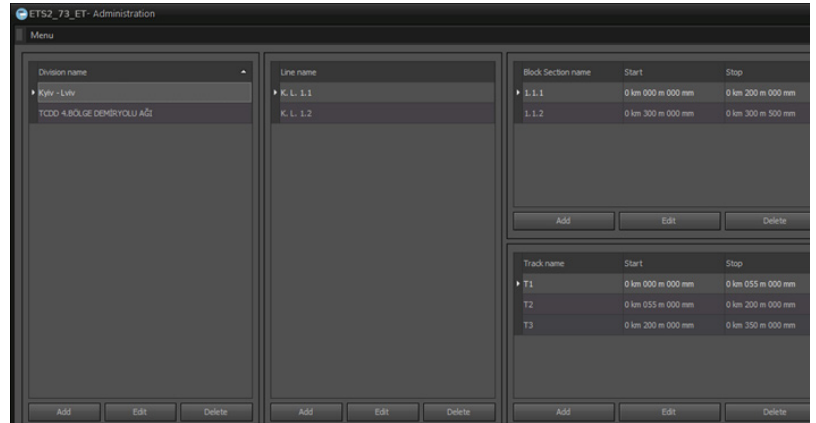 ETS2_73_ET- Administration
Menu
Division name
Kyiv - Lviv
TCDD 4.BÖLGE DEMİRYOLU AĞI
Add Edit Delete
Line name
K. L. 1.1
K. L. 1.2
Add Edit Delete
Block Section name Start Stop
1.1.1 0 km 000 m 000 mm 0 km 200 m 000 mm
1.1.2 0 km 300 m 000 mm 0 km 300 m 500 mm
Add Edit Delete
Track name Start Stop
T1 0 km 000 m 000 mm 0 km 055 m 000 mm
T2 0 km 055 m 000 mm 0 km 200 m 000 mm
T3 0 km 200 m 000 mm 0 km 350 m 000 mm
Add Edit Delete